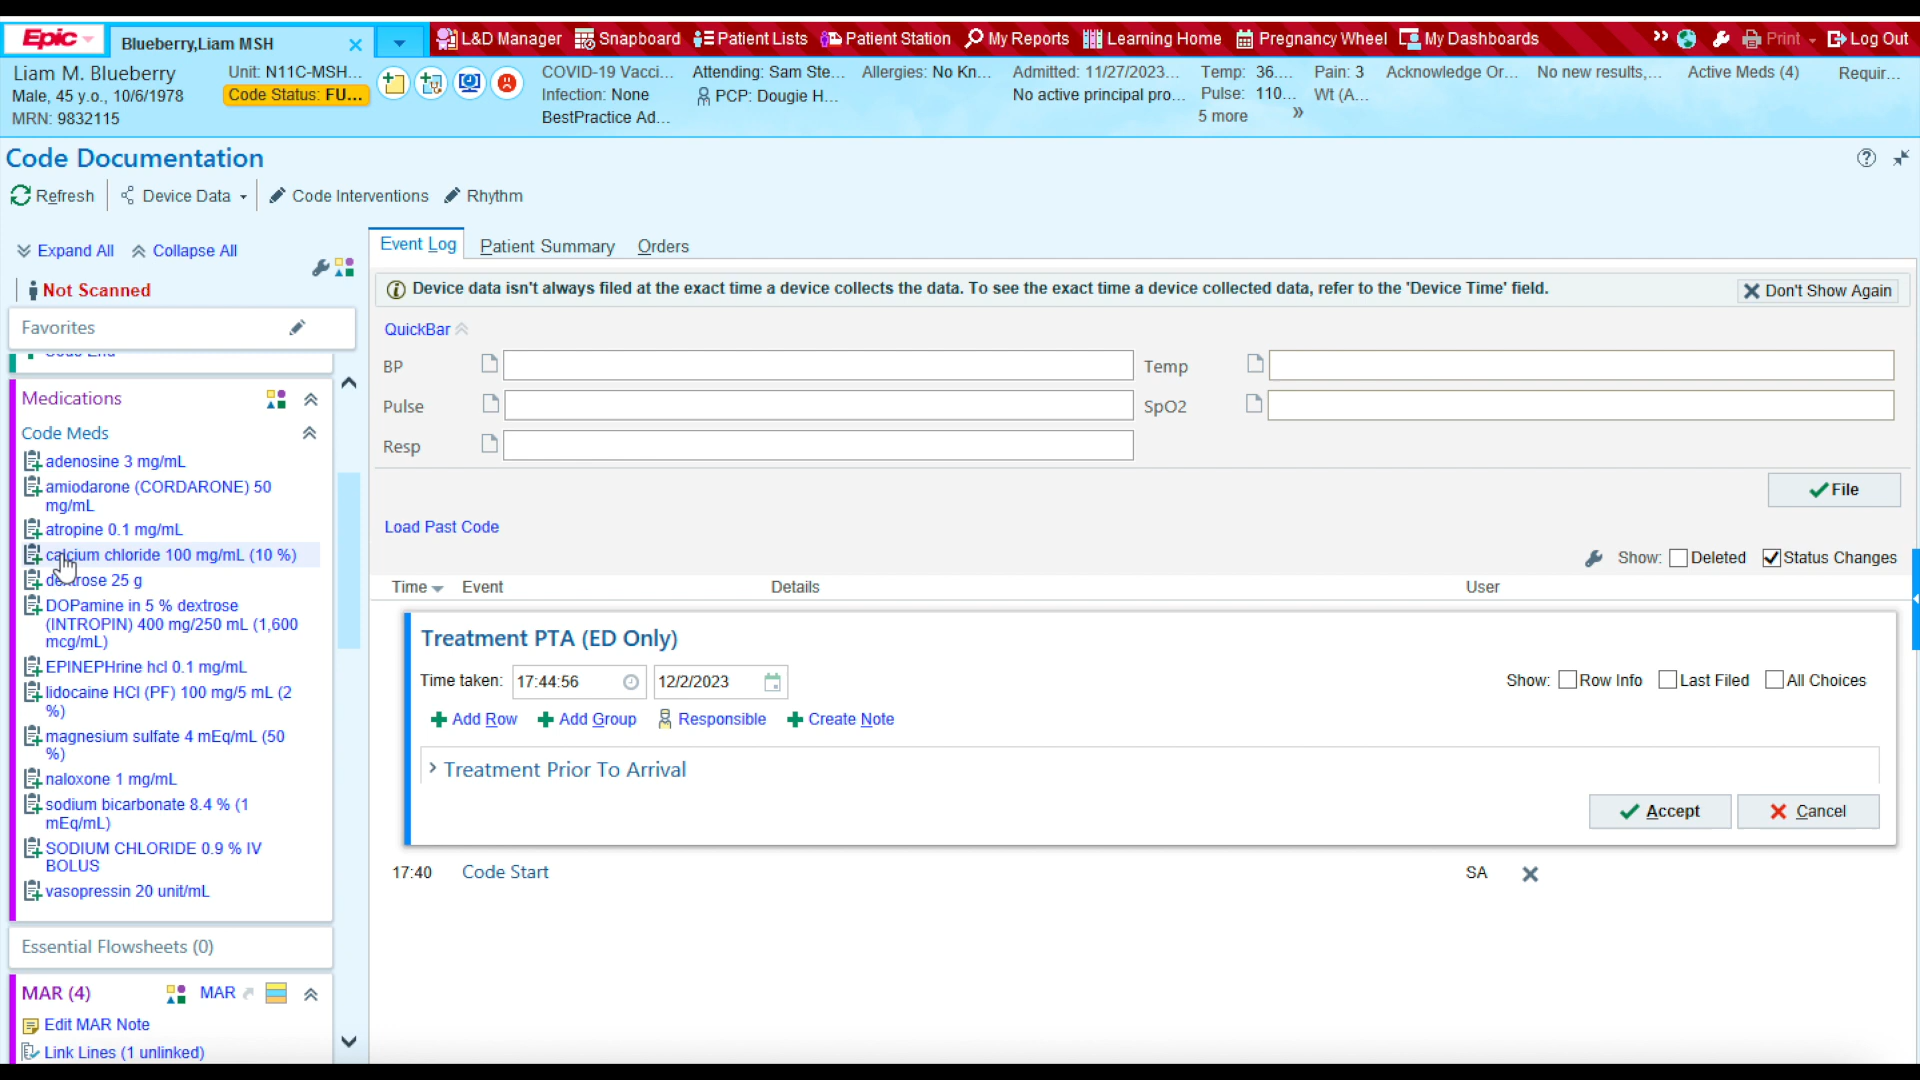 Epic
Blueberry,Liam MSH
L&D Manager
Snapboard
Patient Lists
Patient Station
My Reports
Learning Home
Pregnancy Wheel
My Dashboards
Print
Log Out
Liam M. Blueberry
Male, 45 y.o., 10/6/1978
MRN: 9832115
Unit: N11C-MSH...
Code Status: FU...
COVID-19 Vacci...
Infection: None
BestPractice Ad...
Attending: Sam Ste...
PCP: Dougie H...
Allergies: No Kn...
Admitted: 11/27/2023...
No active principal pro...
Temp: 36....
Pulse: 110...
5 more
Pain: 3
Wt (A...
Acknowledge Or...
No new results,...
Active Meds (4)
Requir...
Code Documentation
Refresh
Device Data
Code Interventions
Rhythm
Expand All
Collapse All
Not Scanned
Favorites
Medications
Code Meds
adenosine 3 mg/mL
amiodarone (CORDARONE) 50
mg/mL
atropine 0.1 mg/mL
calcium chloride 100 mg/mL (10 %)
dextrose 25 g
DOPamine in 5 % dextrose
(INTROPIN) 400 mg/250 mL (1,600
mcg/mL)
EPINEPHrine hcl 0.1 mg/mL
lidocaine HCl (PF) 100 mg/5 mL (2
%)
magnesium sulfate 4 mEq/mL (50
%)
naloxone 1 mg/mL
sodium bicarbonate 8.4 % (1
mEq/mL)
SODIUM CHLORIDE 0.9 % IV
BOLUS
vasopressin 20 unit/mL
Essential Flowsheets (0)
MAR (4)
MAR
Edit MAR Note
Link Lines (1 unlinked)
Event Log
Patient Summary
Orders
Device data isn't always filed at the exact time a device collects the data. To see the exact time a device collected data, refer to the 'Device Time' field.
Don't Show Again
QuickBar
BP
Temp
Pulse
SpO2
Resp
File
Load Past Code
Show:
Deleted
Status Changes
Time
Event
Details
User
Treatment PTA (ED Only)
Time taken:
17:44:56
12/2/2023
Show:
Row Info
Last Filed
All Choices
Add Row
Add Group
Responsible
Create Note
Treatment Prior To Arrival
Accept
Cancel
17:40
Code Start
SA